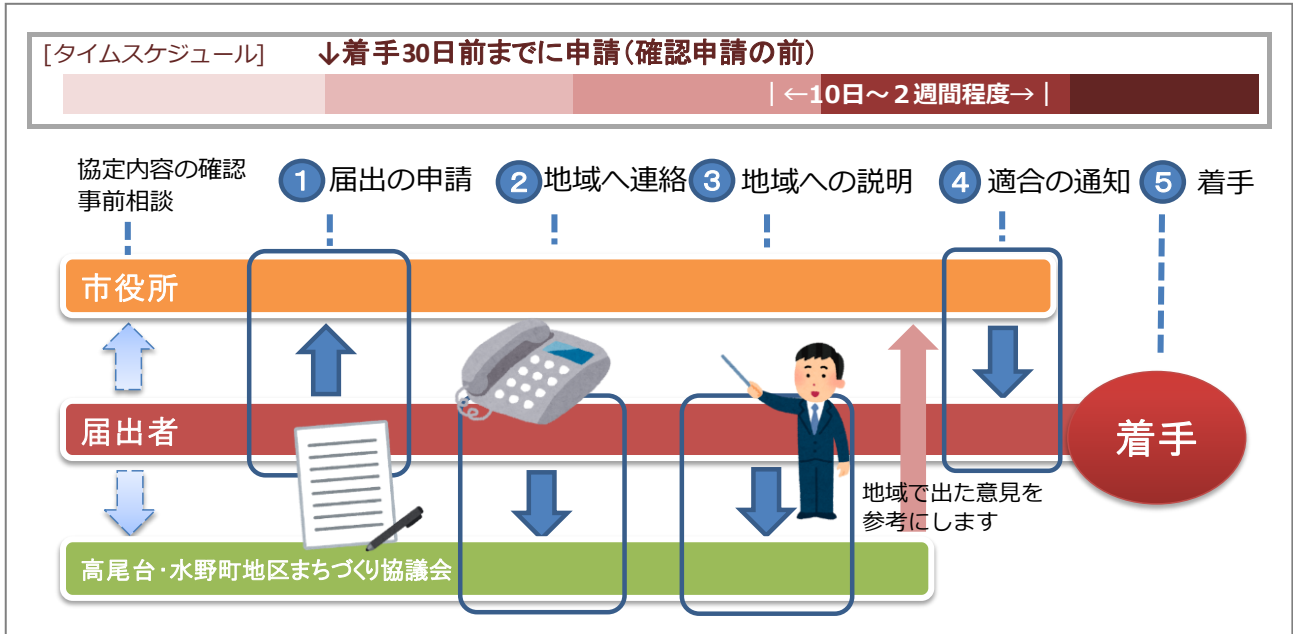 [タイムスケジュール] ↓着手30日前までに申請(確認申請の前)
|←10日～２週間程度→|
協定内容の確認
事前相談
1 届出の申請
2 地域へ連絡
3 地域への説明
4 適合の通知
5 着手
市役所
届出者
着手
地域で出た意見を
参考にします
高尾台・水野町地区まちづくり協議会